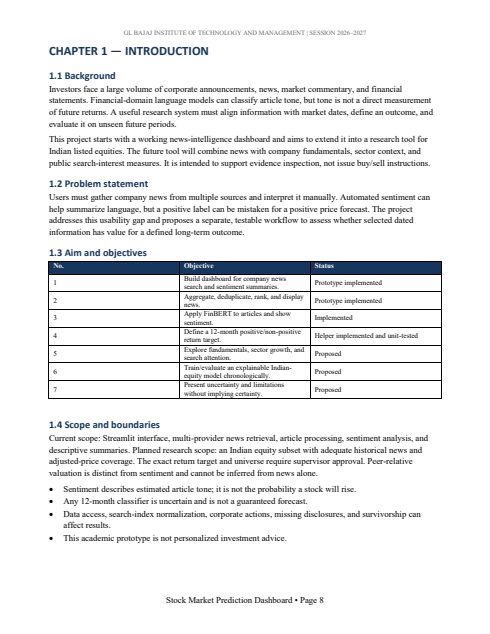 GL BAJAJ INSTITUTE OF TECHNOLOGY AND MANAGEMENT | SESSION 2026–2027
CHAPTER 1 — INTRODUCTION
1.1 Background
Investors face a large volume of corporate announcements, news, market commentary, and financial
statements. Financial-domain language models can classify article tone, but tone is not a direct measurement
of future returns. A useful research system must align information with market dates, define an outcome, and
evaluate it on unseen future periods.
This project starts with a working news-intelligence dashboard and aims to extend it into a research tool for
Indian listed equities. The future tool will combine news with company fundamentals, sector context, and
public search-interest measures. It is intended to support evidence inspection, not issue buy/sell instructions.
1.2 Problem statement
Users must gather company news from multiple sources and interpret it manually. Automated sentiment can
help summarize language, but a positive label can be mistaken for a positive price forecast. The project
addresses this usability gap and proposes a separate, testable workflow to assess whether selected dated
information has value for a defined long-term outcome.
1.3 Aim and objectives
No. Objective Status
1 Build dashboard for company news Prototype implemented
search and sentiment summaries.
2 Aggregate, deduplicate, rank, and display Prototype implemented
news.
3 Apply FinBERT to articles and show Implemented
sentiment.
4 Define a 12-month positive/non-positive Helper implemented and unit-tested
return target.
5 Explore fundamentals, sector growth, and Proposed
search attention.
6 Train/evaluate an explainable Indian- Proposed
equity model chronologically.
7 Present uncertainty and limitations Proposed
without implying certainty.
1.4 Scope and boundaries
Current scope: Streamlit interface, multi-provider news retrieval, article processing, sentiment analysis, and
descriptive summaries. Planned research scope: an Indian equity subset with adequate historical news and
adjusted-price coverage. The exact return target and universe require supervisor approval. Peer-relative
valuation is distinct from sentiment and cannot be inferred from news alone.
• Sentiment describes estimated article tone; it is not the probability a stock will rise.
• Any 12-month classifier is uncertain and is not a guaranteed forecast.
• Data access, search-index normalization, corporate actions, missing disclosures, and survivorship can
affect results.
• This academic prototype is not personalized investment advice.
Stock Market Prediction Dashboard • Page 8